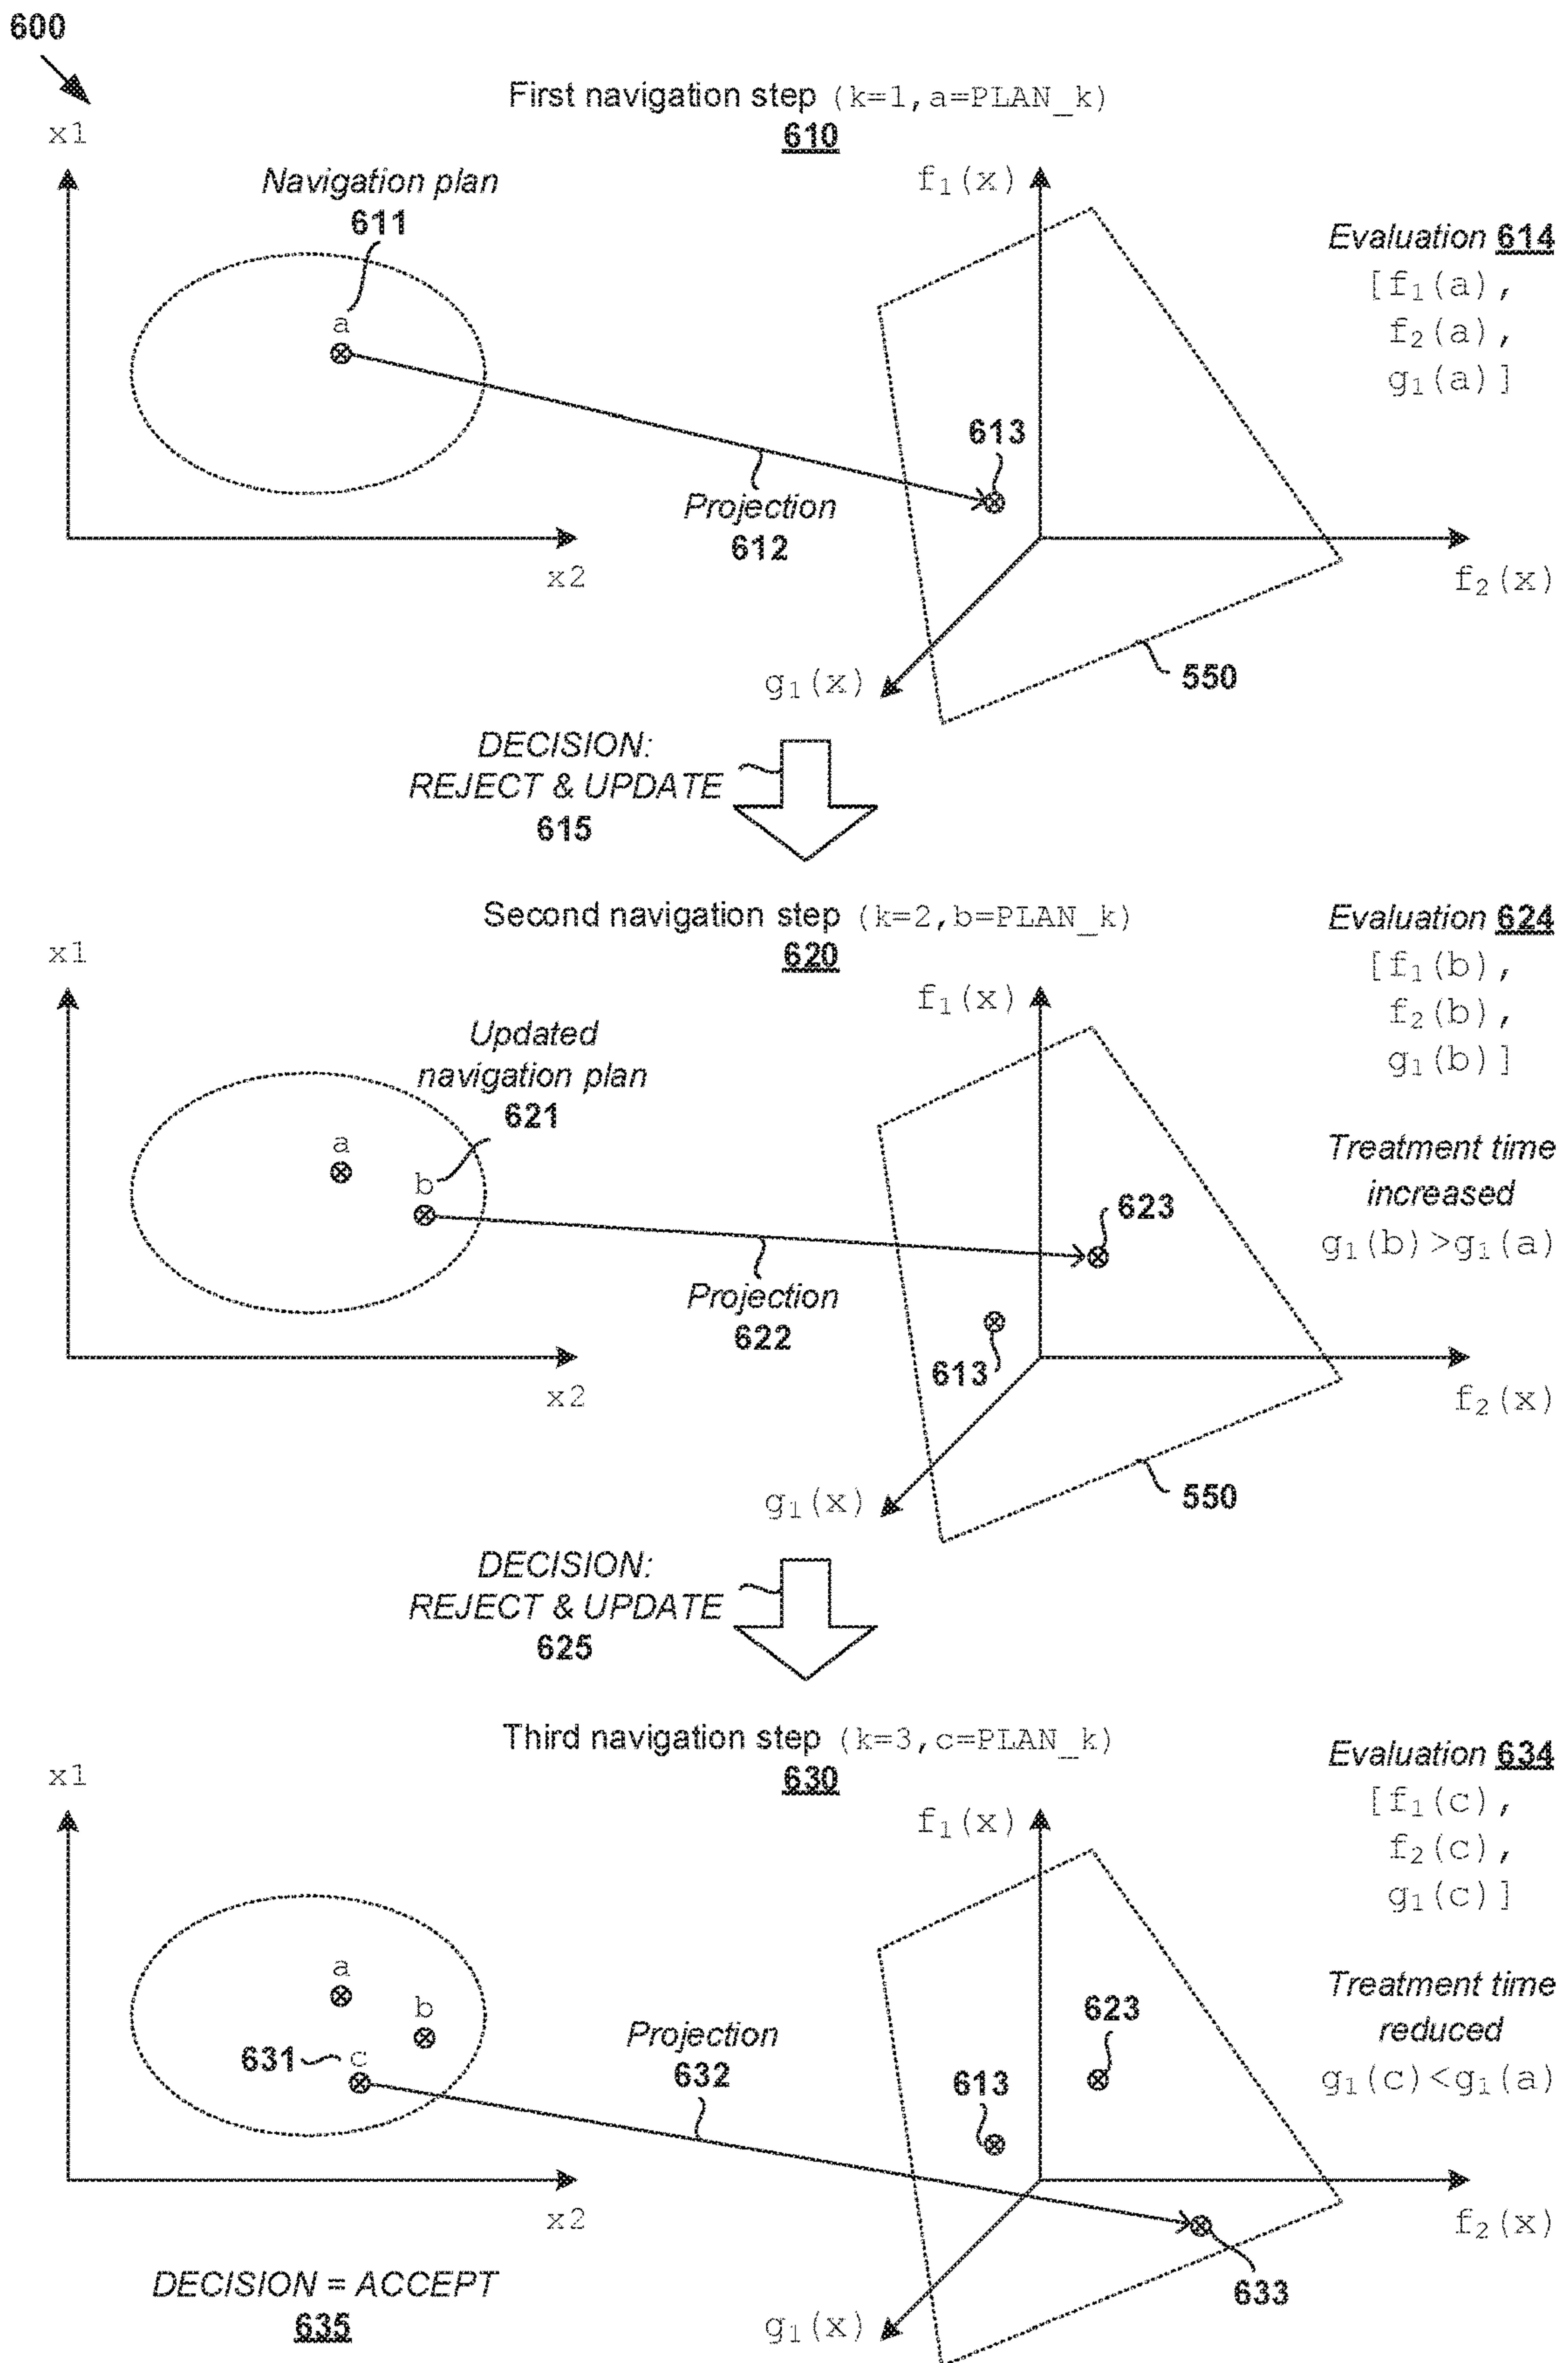 600
First navigation step (k=1,a=PLAN_k)
610
x1
Navigation plan
611
a
x2
Projection
612
f₁(x)
613
f₂(x)
g₁(x)
550
Evaluation 614
[f₁(a),
f₂(a),
g₁(a)]
DECISION:
REJECT & UPDATE
615
Second navigation step (k=2,b=PLAN_k)
620
x1
Updated
navigation plan
621
a
b
x2
Projection
622
f₁(x)
623
613
f₂(x)
g₁(x)
550
Evaluation 624
[f₁(b),
f₂(b),
g₁(b)]
Treatment time
increased
g₁(b)>g₁(a)
DECISION:
REJECT & UPDATE
625
Third navigation step (k=3,c=PLAN_k)
630
x1
a
b
631
c
x2
Projection
632
f₁(x)
623
613
f₂(x)
633
g₁(x)
Evaluation 634
[f₁(c),
f₂(c),
g₁(c)]
Treatment time
reduced
g₁(c)<g₁(a)
DECISION = ACCEPT
635